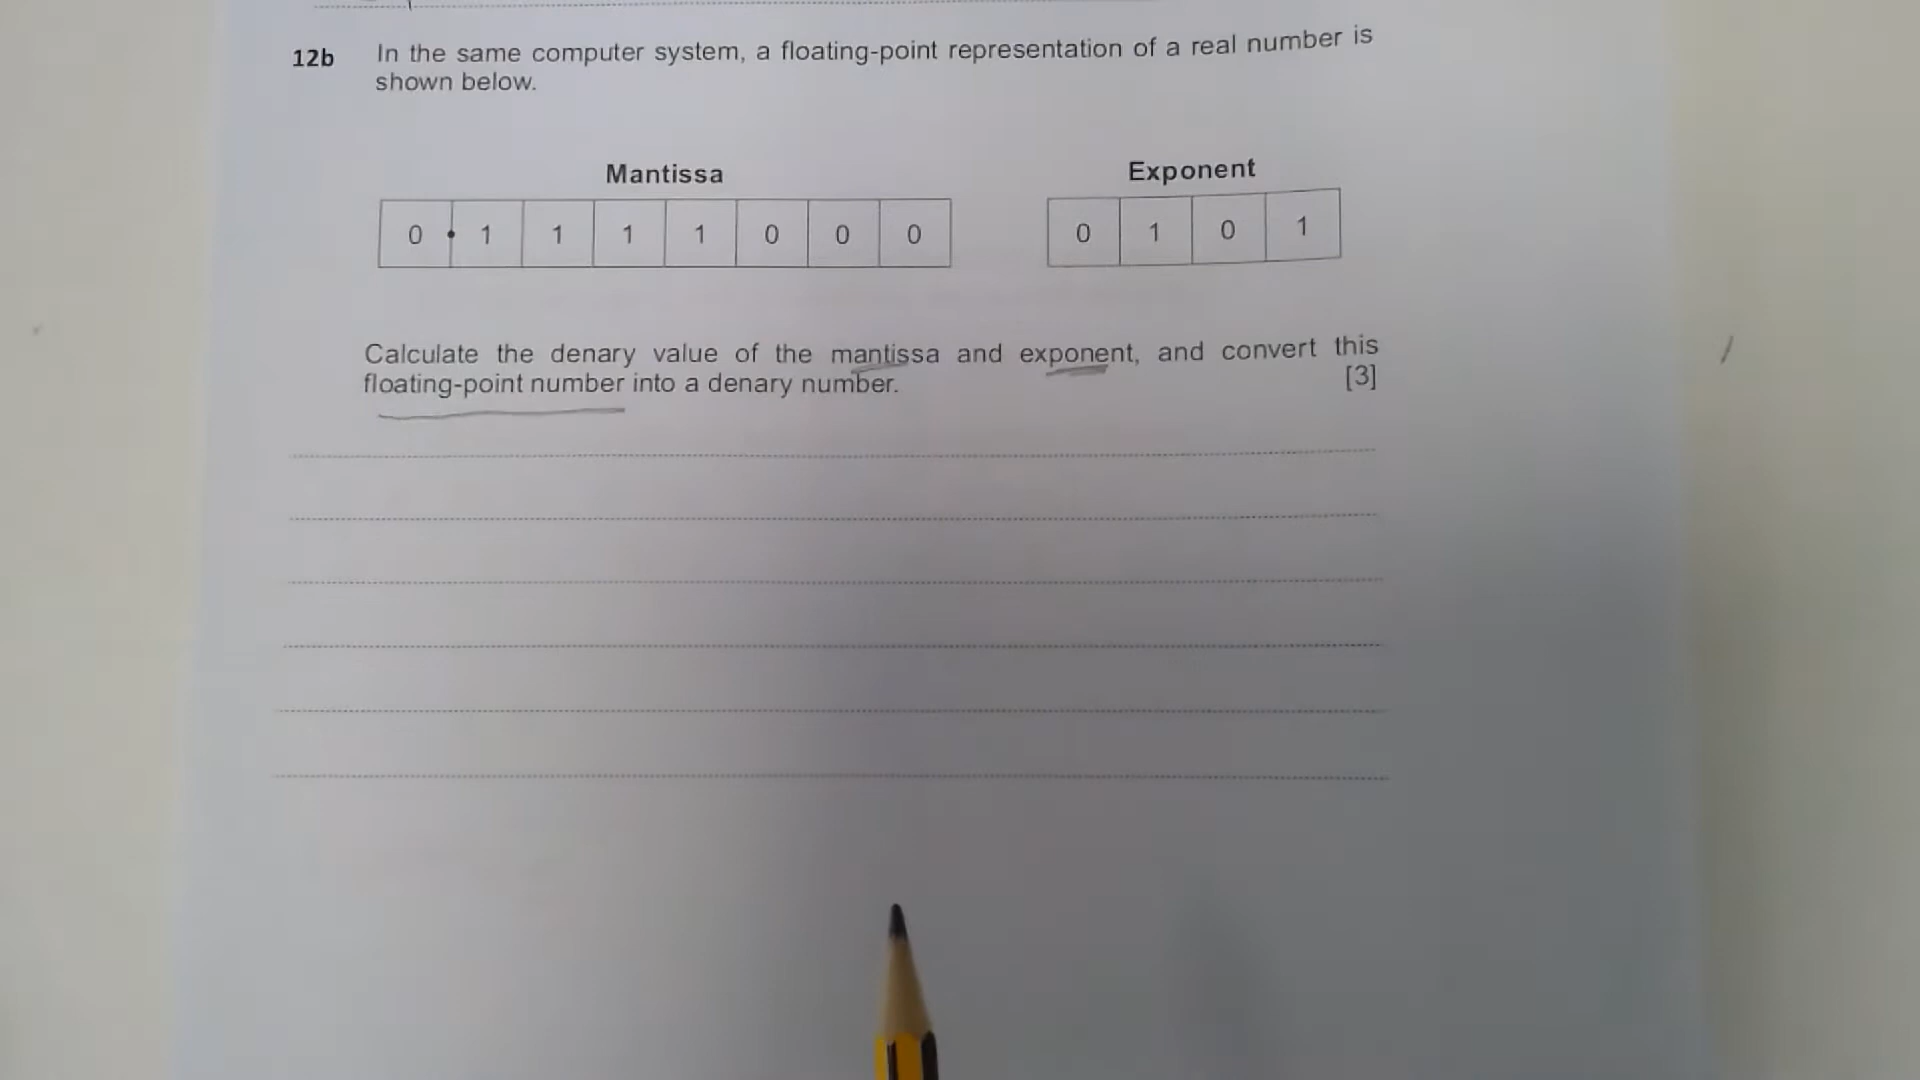 12b In the same computer system, a floating-point representation of a real number is
shown below.
Mantissa Exponent
0 • 1 1 1 1 0 0 0 0 1 0 1
Calculate the denary value of the mantissa and exponent, and convert this
floating-point number into a denary number. [3]